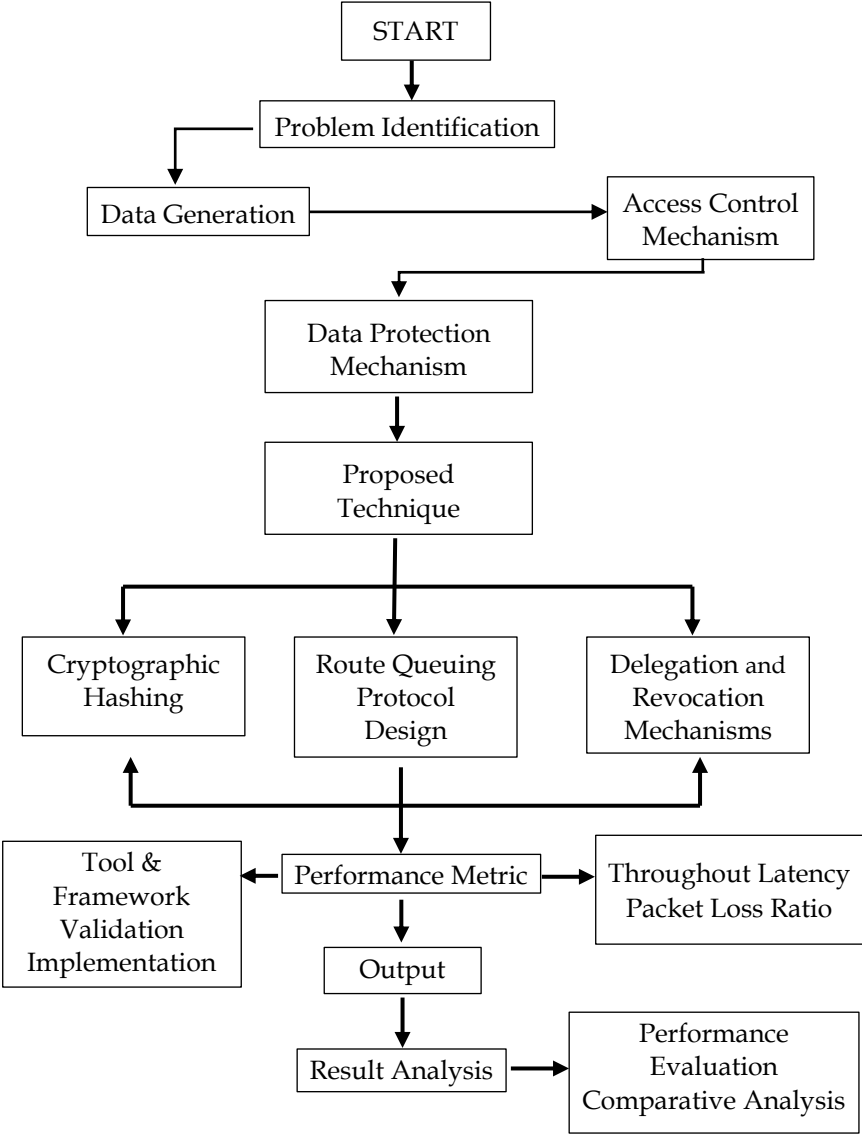 START
Problem Identification
Data Generation
Access Control
Mechanism
Data Protection
Mechanism
Proposed
Technique
Cryptographic
Hashing
Route Queuing
Protocol
Design
Delegation and
Revocation
Mechanisms
Tool &
Framework
Validation
Implementation
Performance Metric
Throughout Latency
Packet Loss Ratio
Output
Result Analysis
Performance
Evaluation
Comparative Analysis